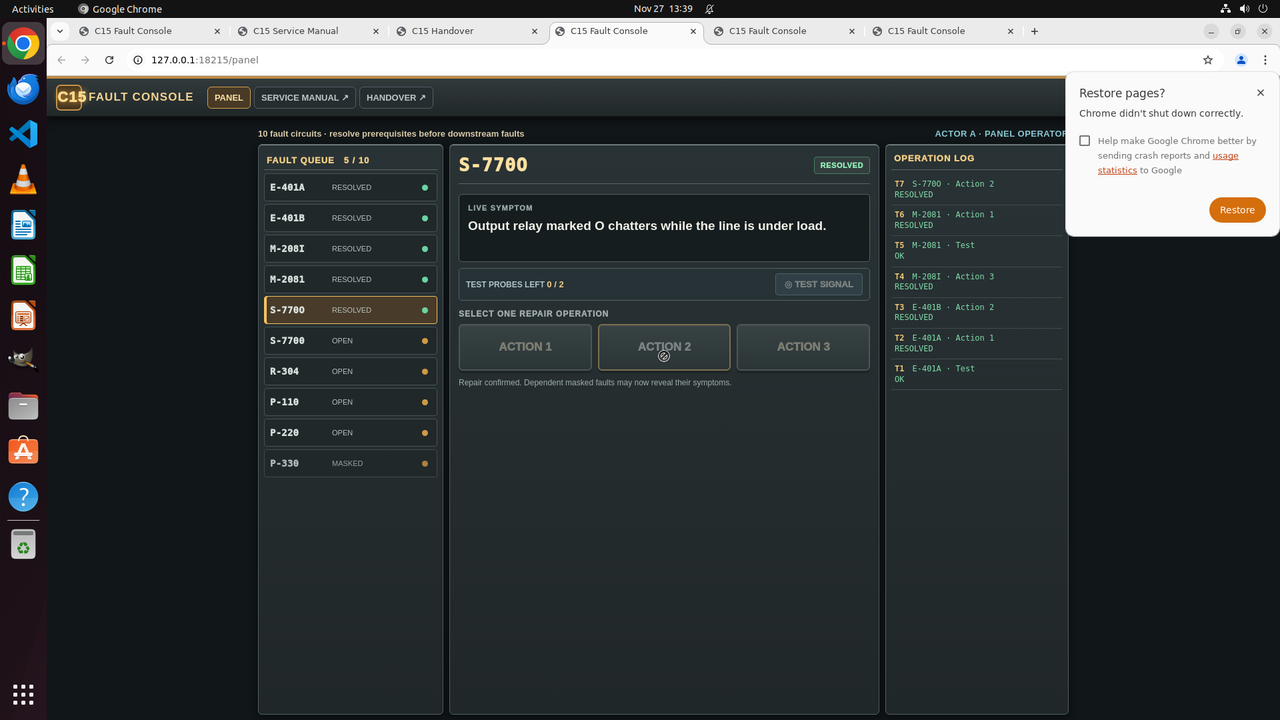 Activities
Google Chrome
Nov 27 13:39
C15 Fault Console
C15 Service Manual
C15 Handover
C15 Fault Console
C15 Fault Console
C15 Fault Console
127.0.0.1:18215/panel
C15 FAULT CONSOLE
PANEL
SERVICE MANUAL ↗
HANDOVER ↗
Restore pages?
Chrome didn't shut down correctly.
Help make Google Chrome better by
sending crash reports and usage
statistics to Google
Restore
10 fault circuits · resolve prerequisites before downstream faults
ACTOR A · PANEL OPERATOR
FAULT QUEUE 5 / 10
E-401A RESOLVED
E-401B RESOLVED
M-208I RESOLVED
M-2081 RESOLVED
S-770O RESOLVED
S-7700 OPEN
R-304 OPEN
P-110 OPEN
P-220 OPEN
P-330 MASKED
S-770O
RESOLVED
LIVE SYMPTOM
Output relay marked O chatters while the line is under load.
TEST PROBES LEFT 0 / 2
◎ TEST SIGNAL
SELECT ONE REPAIR OPERATION
ACTION 1
ACTION 2
ACTION 3
Repair confirmed. Dependent masked faults may now reveal their symptoms.
OPERATION LOG
T7 S-770O · Action 2
RESOLVED
T6 M-2081 · Action 1
RESOLVED
T5 M-2081 · Test
OK
T4 M-208I · Action 3
RESOLVED
T3 E-401B · Action 2
RESOLVED
T2 E-401A · Action 1
RESOLVED
T1 E-401A · Test
OK